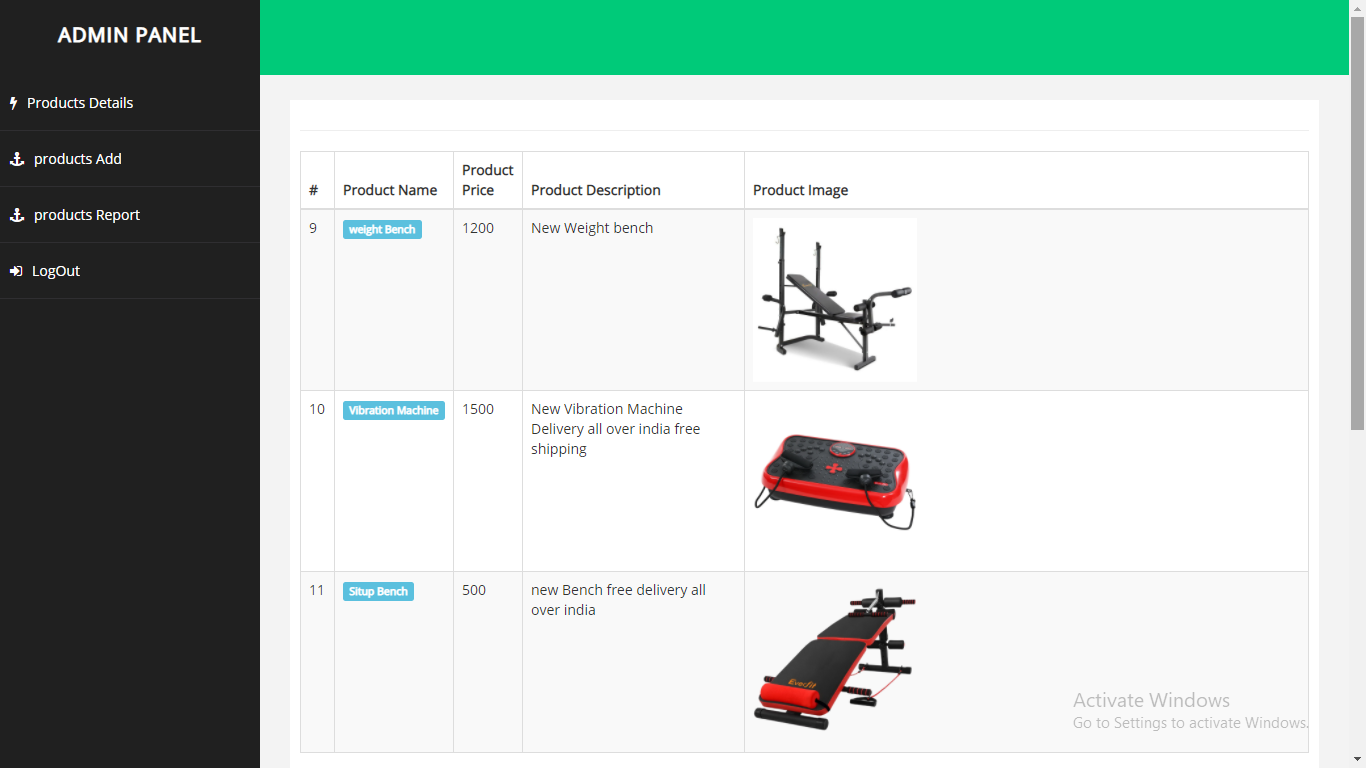 ADMIN PANEL
Products Details
products Add
products Report
LogOut
# Product Name Product Price Product Description Product Image
9 weight Bench 1200 New Weight bench
10 Vibration Machine 1500 New Vibration Machine
Delivery all over india free
shipping
11 Situp Bench 500 new Bench free delivery all
over india
Everfit
Activate Windows
Go to Settings to activate Windows.